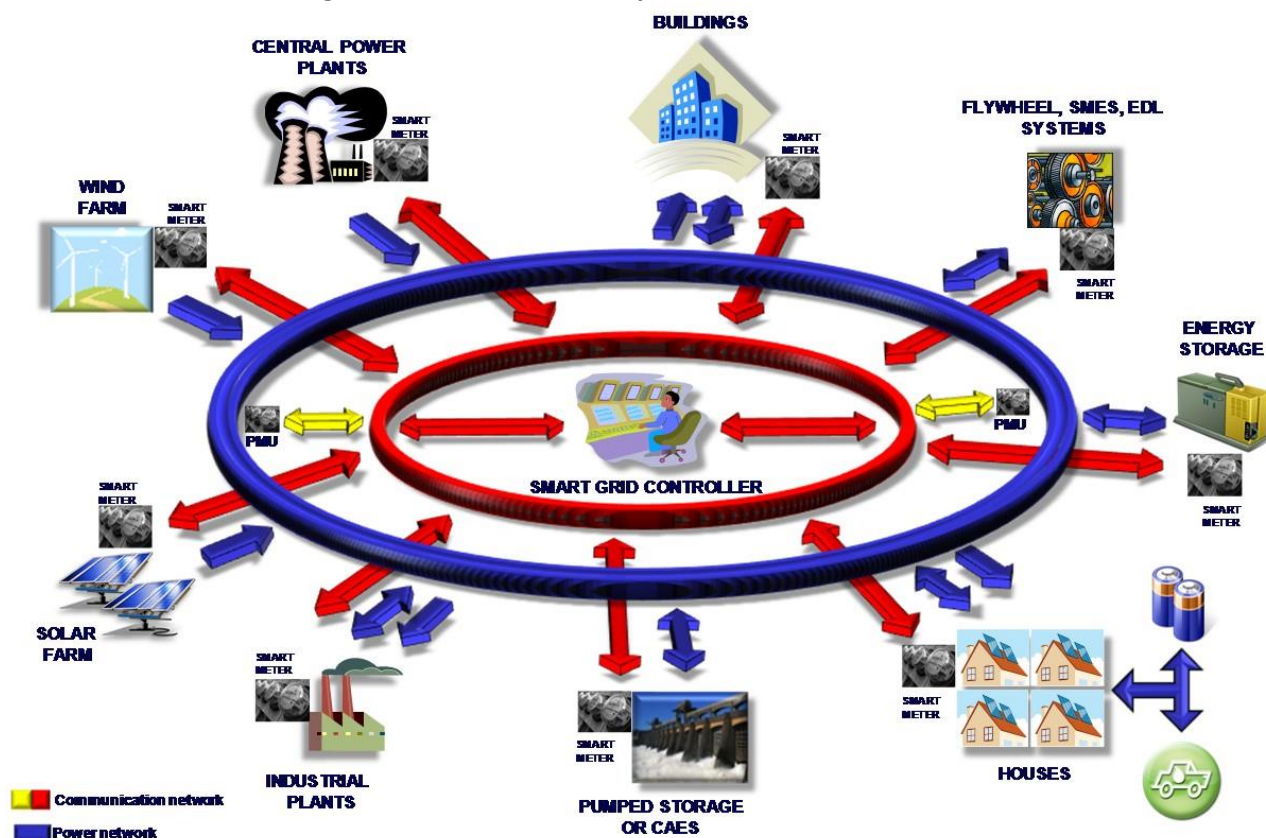 BUILDINGS
CENTRAL POWER
PLANTS
SMART
METER
SMART
METER
FLYWHEEL, SMES, EDL
SYSTEMS
SMART
METER
WIND
FARM
SMART
METER
ENERGY
STORAGE
SMART
METER
PMU
PMU
SMART GRID CONTROLLER
SMART
METER
SOLAR
FARM
SMART
METER
INDUSTRIAL
PLANTS
SMART
METER
PUMPED STORAGE
OR CAES
SMART
METER
HOUSES
Communication network
Power network